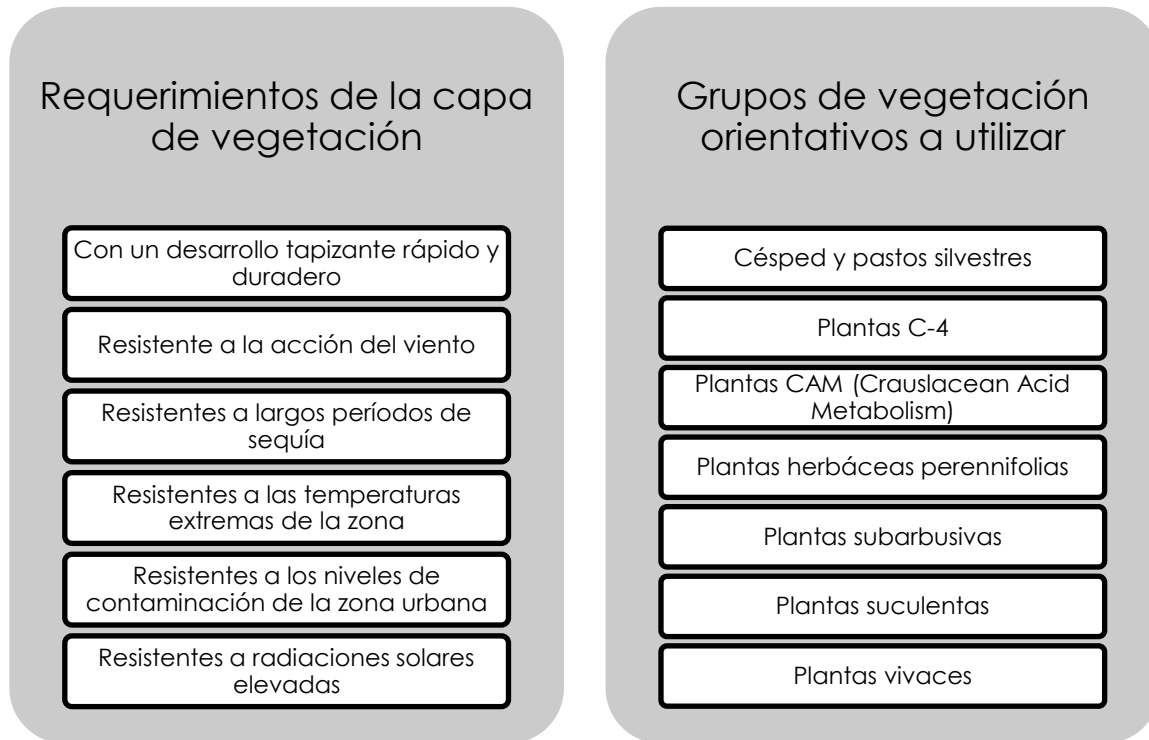 Requerimientos de la capa
de vegetación
Con un desarrollo tapizante rápido y
duradero
Resistente a la acción del viento
Resistentes a largos períodos de
sequía
Resistentes a las temperaturas
extremas de la zona
Resistentes a los niveles de
contaminación de la zona urbana
Resistentes a radiaciones solares
elevadas
Grupos de vegetación
orientativos a utilizar
Césped y pastos silvestres
Plantas C-4
Plantas CAM (Crauslacean Acid
Metabolism)
Plantas herbáceas perennifolias
Plantas subarbusivas
Plantas suculentas
Plantas vivaces